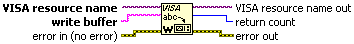 VISA resource name VISA resource name out
write buffer return count
error in (no error) error out
VISA
abc
W